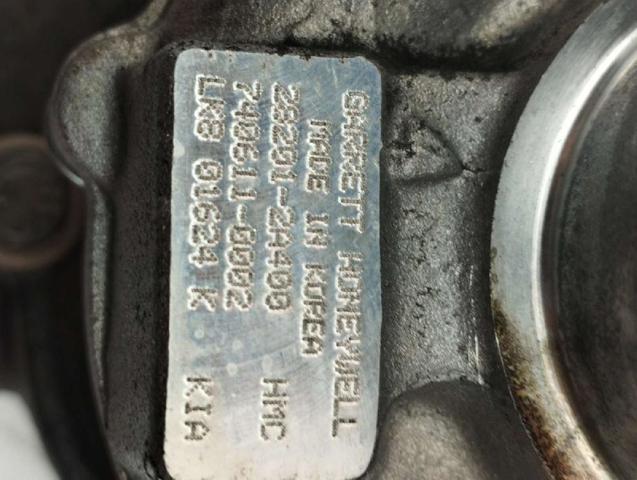 GARRETT HONEYWELL
MADE IN KOREA
28201-2A400 HMC
740611-0002
LK8 01624 K KIA